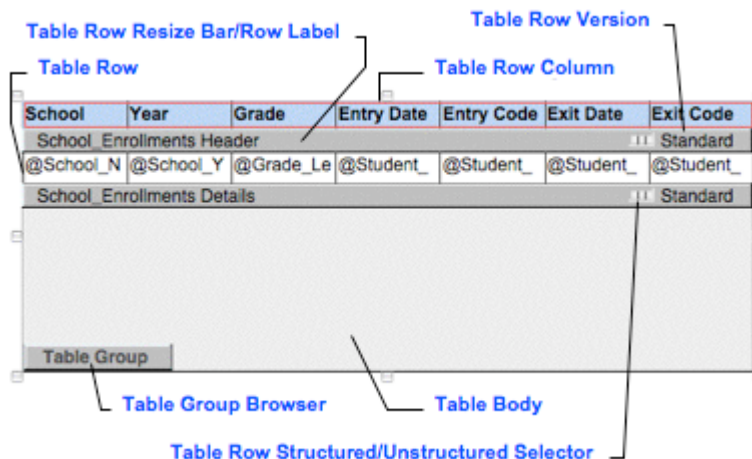 Table Row Version
Table Row Resize Bar/Row Label
Table Row
Table Row Column
School Year Grade Entry Date Entry Code Exit Date Exit Code
School_Enrollments Header Standard
@School_N @School_Y @Grade_Le @Student_ @Student_ @Student_ @Student_
School_Enrollments Details Standard
Table Group
Table Group Browser
Table Body
Table Row Structured/Unstructured Selector